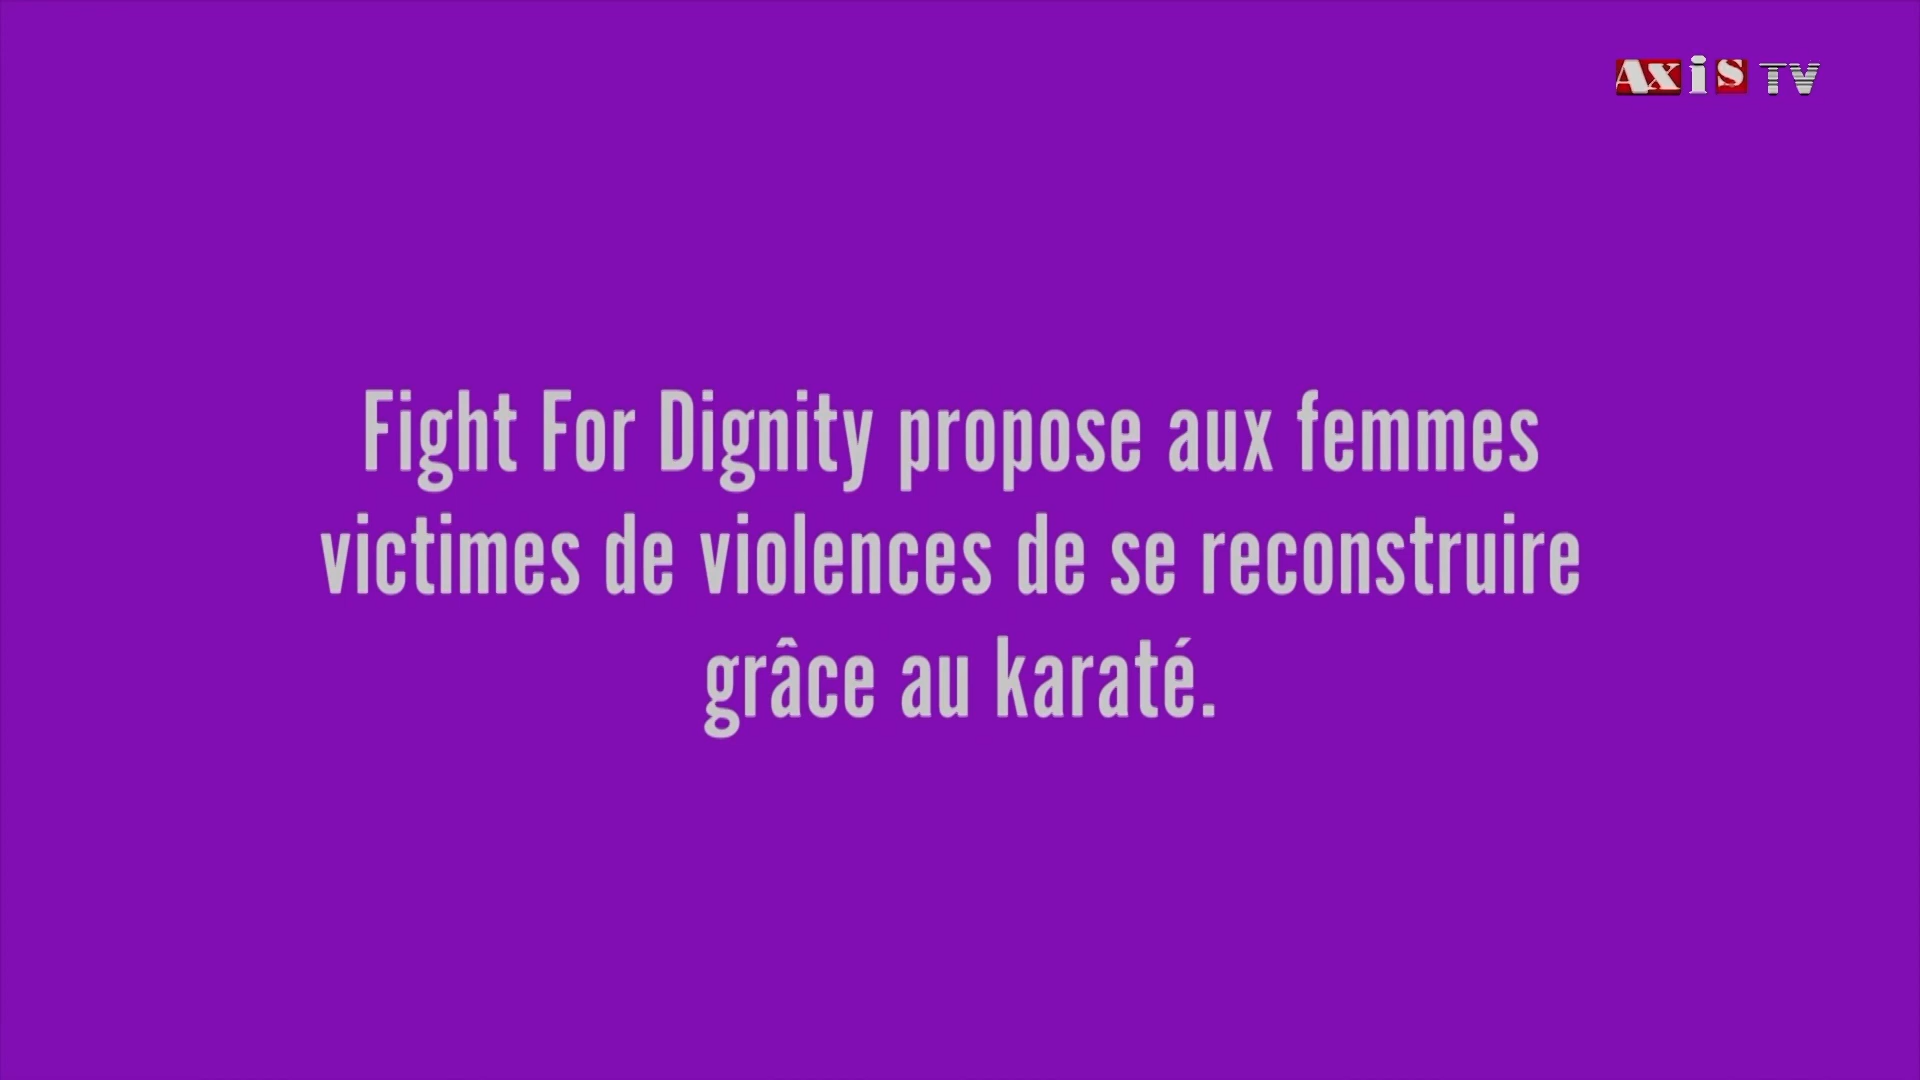 Axis TV
Fight For Dignity propose aux femmes
victimes de violences de se reconstruire
grâce au karaté.